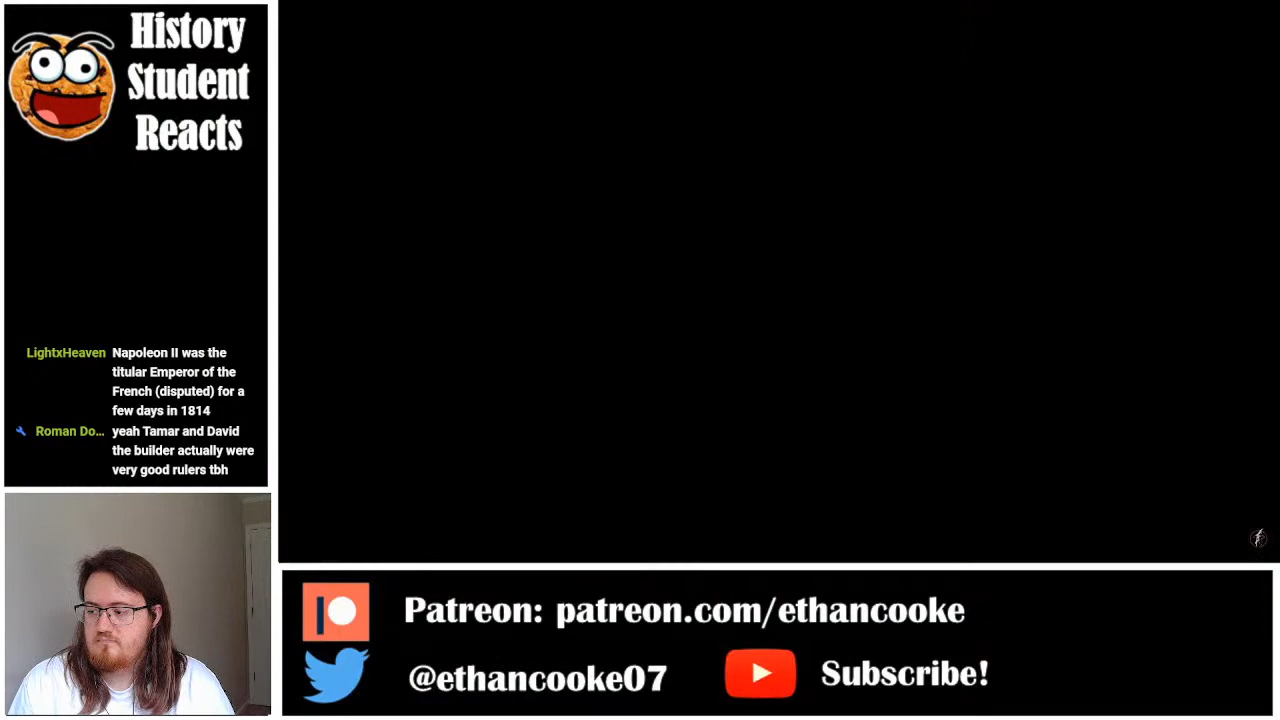 History
Student
Reacts
LightxHeaven Napoleon II was the
titular Emperor of the
French (disputed) for a
few days in 1814
Roman Do... yeah Tamar and David
the builder actually were
very good rulers tbh
Patreon: patreon.com/ethancooke
@ethancooke07 Subscribe!